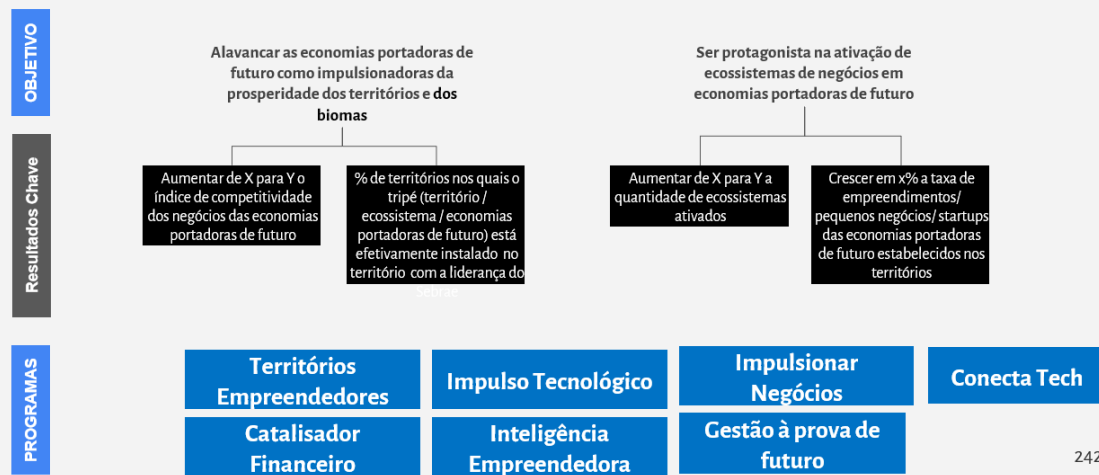 OBJETIVO
Alavancar as economias portadoras de
futuro como impulsionadoras da
prosperidade dos territórios e dos
biomas
Ser protagonista na ativação de
ecossistemas de negócios em
economias portadoras de futuro
Resultados Chave
Aumentar de X para Y o
índice de competitividade
dos negócios das economias
portadoras de futuro
% de territórios nos quais o
tripé (território /
ecossistema / economias
portadoras de futuro) está
efetivamente instalado no
território com a liderança do
Sebrae
Aumentar de X para Y a
quantidade de ecossistemas
ativados
Crescer em x% a taxa de
empreendimentos/
pequenos negócios/ startups
das economias portadoras
de futuro estabelecidos nos
territórios
PROGRAMAS
Territórios
Empreendedores
Impulso Tecnológico
Impulsionar
Negócios
Conecta Tech
Catalisador
Financeiro
Inteligência
Empreendedora
Gestão à prova de
futuro
242